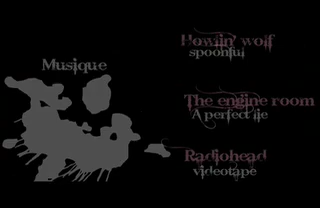 Musique
Howlin' wolf
spoonful
The engine room
A perfect lie
Radiohead
videotape